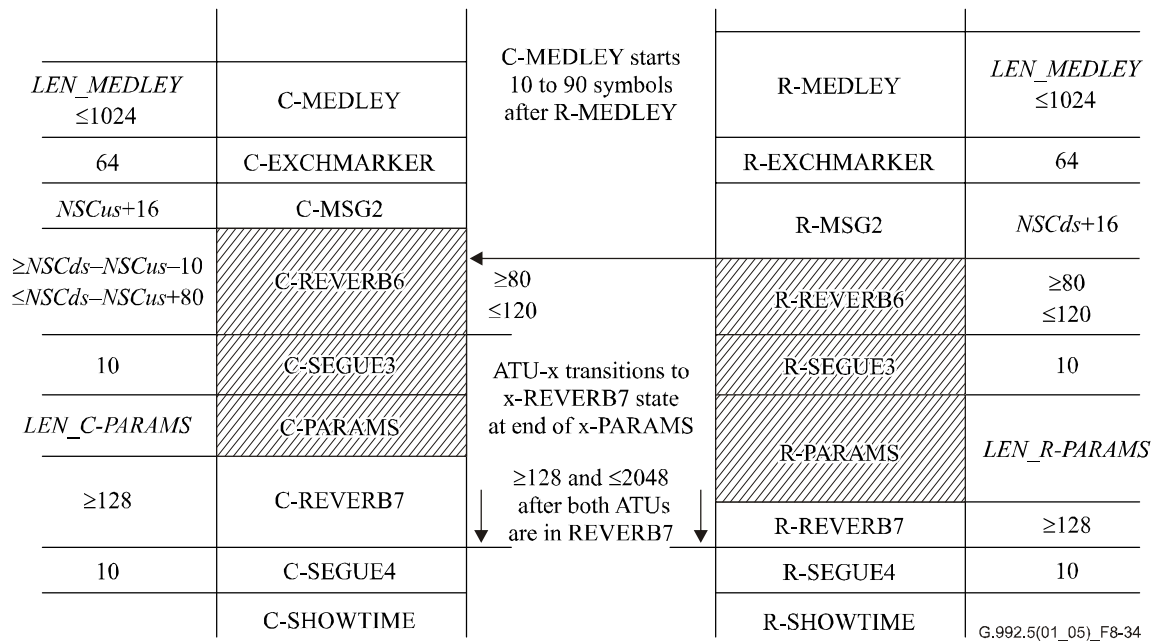 C-MEDLEY starts
10 to 90 symbols
after R-MEDLEY
LEN_MEDLEY
≤1024
C-MEDLEY
R-MEDLEY
LEN_MEDLEY
≤1024
64
C-EXCHMARKER
R-EXCHMARKER
64
NSCus+16
C-MSG2
R-MSG2
NSCds+16
≥NSCds–NSCus–10
≤NSCds–NSCus+80
C-REVERB6
≥80
≤120
R-REVERB6
≥80
≤120
10
C-SEGUE3
ATU-x transitions to
x-REVERB7 state
at end of x-PARAMS
R-SEGUE3
10
LEN_C-PARAMS
C-PARAMS
R-PARAMS
LEN_R-PARAMS
≥128
C-REVERB7
≥128 and ≤2048
after both ATUs
are in REVERB7
R-REVERB7
≥128
10
C-SEGUE4
R-SEGUE4
10
C-SHOWTIME
R-SHOWTIME
G.992.5(01_05)_F8-34